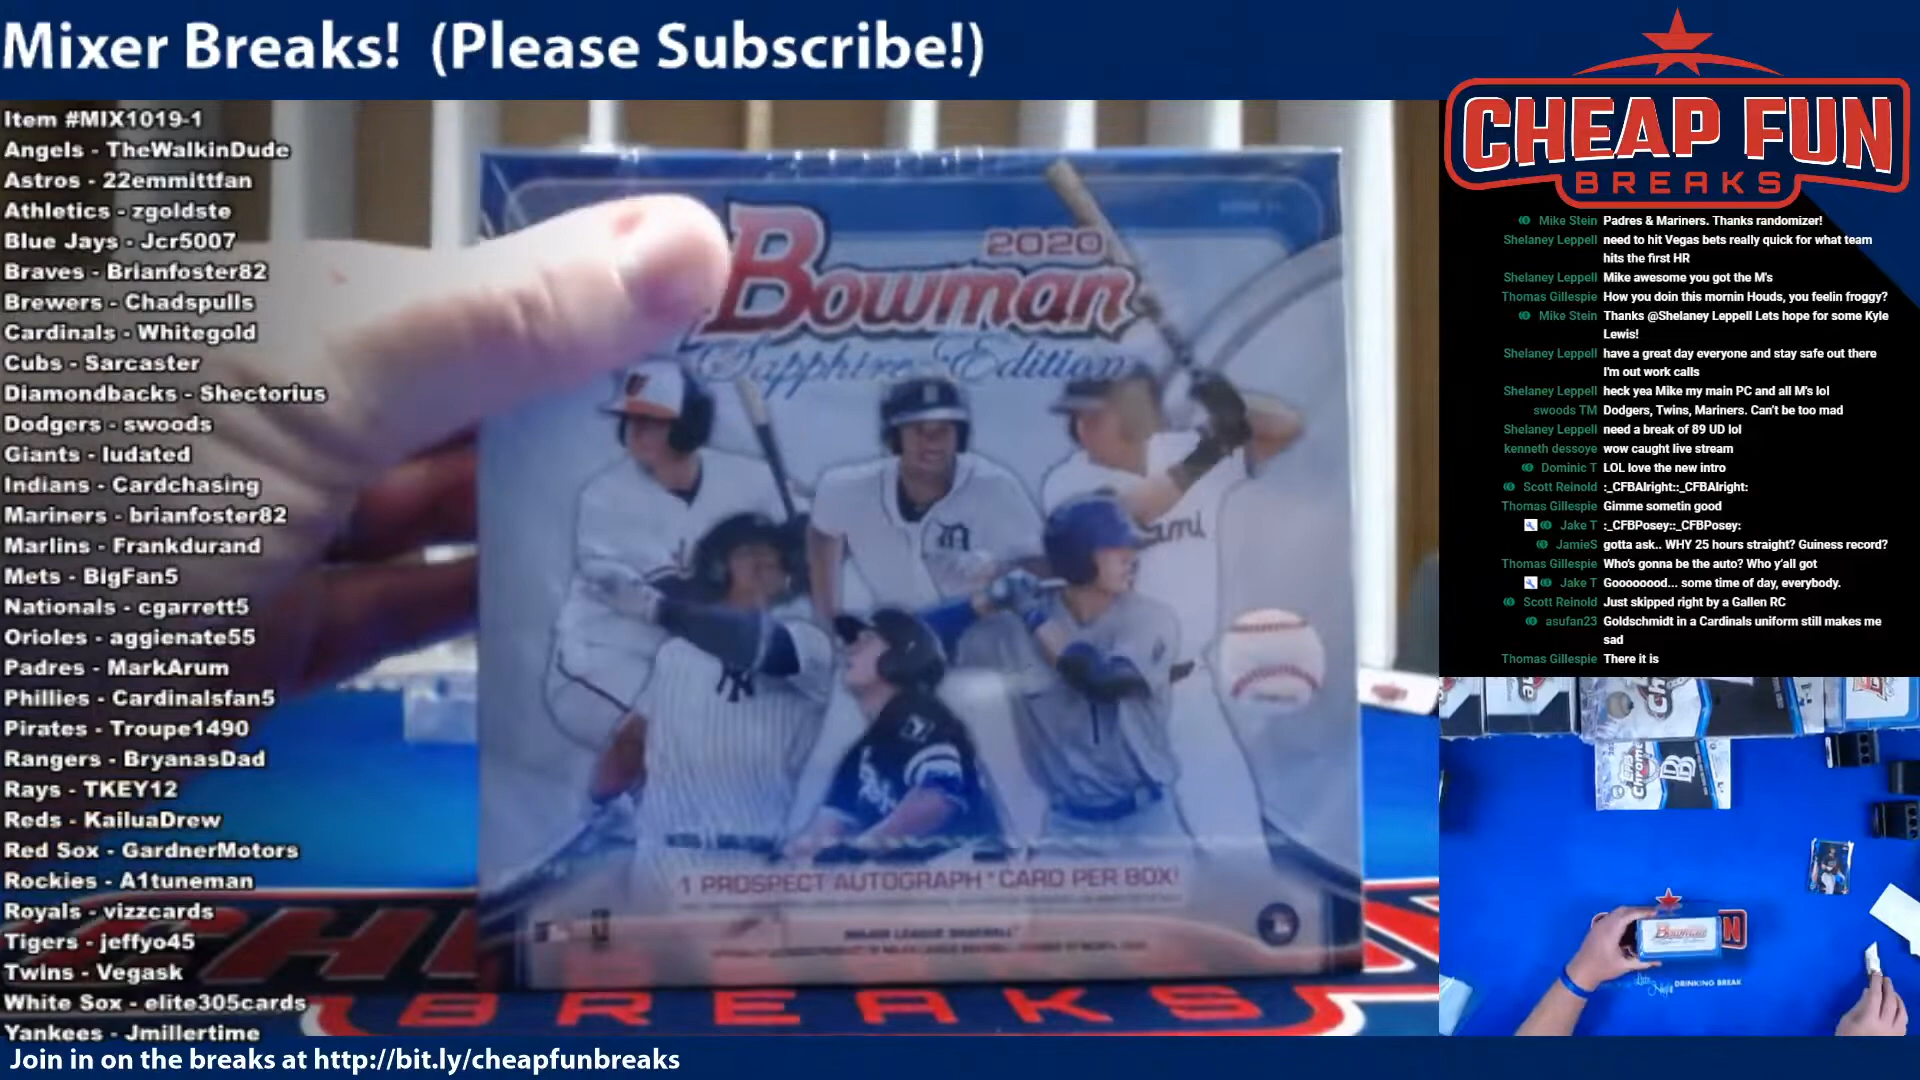 Mixer Breaks! (Please Subscribe!)
CHEAP FUN
BREAKS
Item #MIX1019-1
Angels - TheWalkinDude
Astros - 22emmittfan
Athletics - zgoldste
Blue Jays - Jcr5007
Braves - Brianfoster82
Brewers - Chadspulls
Cardinals - Whitegold
Cubs - Sarcaster
Diamondbacks - Shectorius
Dodgers - swoods
Giants - ludated
Indians - Cardchasing
Mariners - brianfoster82
Marlins - Frankdurand
Mets - BigFan5
Nationals - cgarrett5
Orioles - aggienate55
Padres - MarkArum
Phillies - Cardinalsfan5
Pirates - Troupe1490
Rangers - BryanasDad
Rays - TKEY12
Reds - KailuaDrew
Red Sox - GardnerMotors
Rockies - A1tuneman
Royals - vizzcards
Tigers - jeffyo45
Twins - Vegask
White Sox - elite305cards
Yankees - Jmillertime
2020
Bowman
Sapphire Edition
1 PROSPECT AUTOGRAPH* CARD PER BOX!
MAJOR LEAGUE BASEBALL
BREAKS
Mike Stein Padres & Mariners. Thanks randomizer!
Shelaney Leppell need to hit Vegas bets really quick for what team
hits the first HR
Shelaney Leppell Mike awesome you got the M's
Thomas Gillespie How you doin this mornin Houds, you feelin froggy?
Mike Stein Thanks @Shelaney Leppell Lets hope for some Kyle
Lewis!
Shelaney Leppell have a great day everyone and stay safe out there
I'm out work calls
Shelaney Leppell heck yea Mike my main PC and all M's lol
swoods TM Dodgers, Twins, Mariners. Can't be too mad
Shelaney Leppell need a break of 89 UD lol
kenneth dessoye wow caught live stream
Dominic T LOL love the new intro
Scott Reinold :_CFBAlright::_CFBAlright:
Thomas Gillespie Gimme sometin good
Jake T :_CFBPosey::_CFBPosey:
JamieS gotta ask.. WHY 25 hours straight? Guiness record?
Thomas Gillespie Who's gonna be the auto? Who y'all got
Jake T Goooooood... some time of day, everybody.
Scott Reinold Just skipped right by a Gallen RC
asufan23 Goldschmidt in a Cardinals uniform still makes me
sad
Thomas Gillespie There it is
Chrome
Bowman
DRINKING BREAK
Join in on the breaks at http://bit.ly/cheapfunbreaks